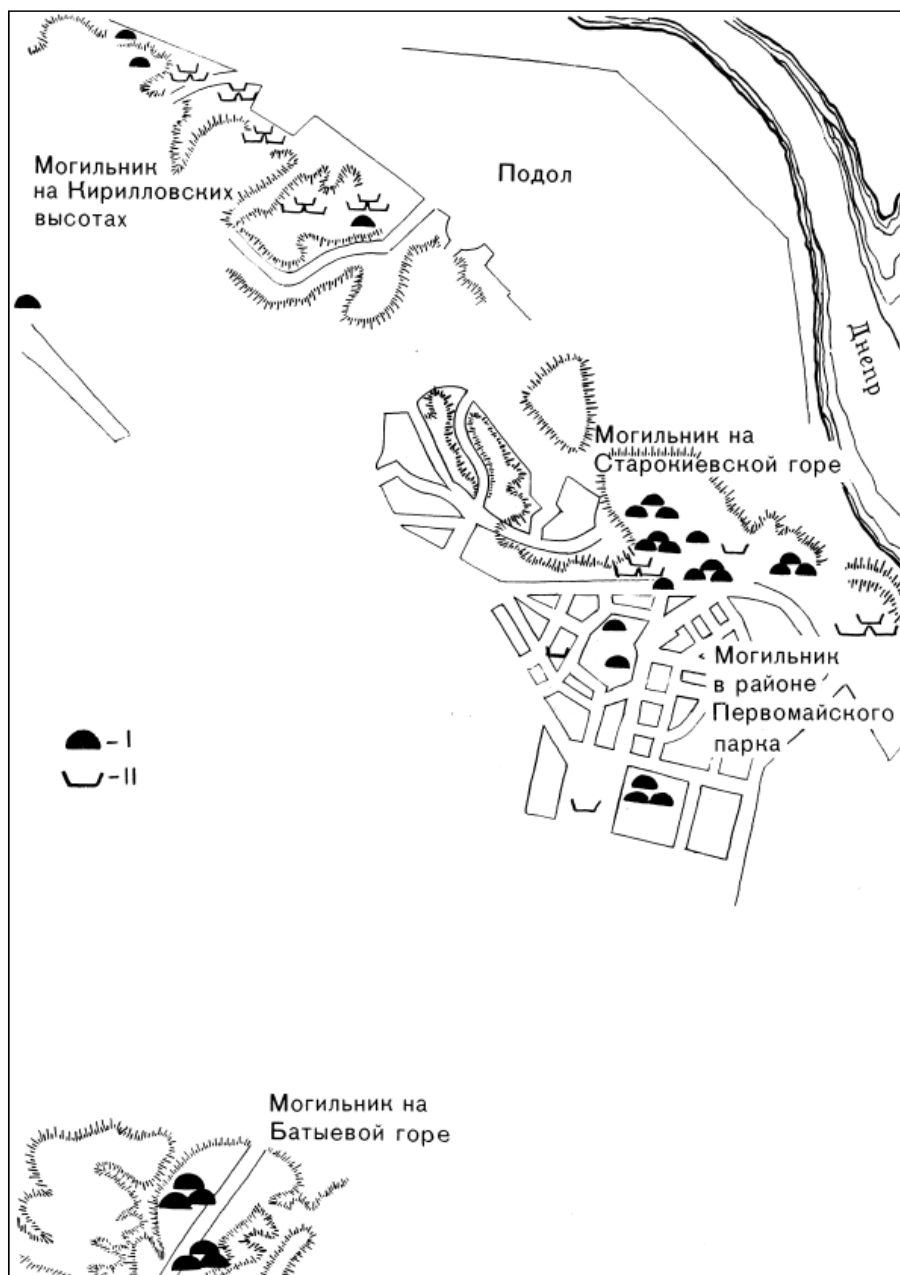 Могильник
на Кирилловских
высотах
Подол
Днепр
Могильник на
Старокиевской горе
Могильник
в районе
Первомайского
парка
-I
-II
Могильник на
Батыевой горе